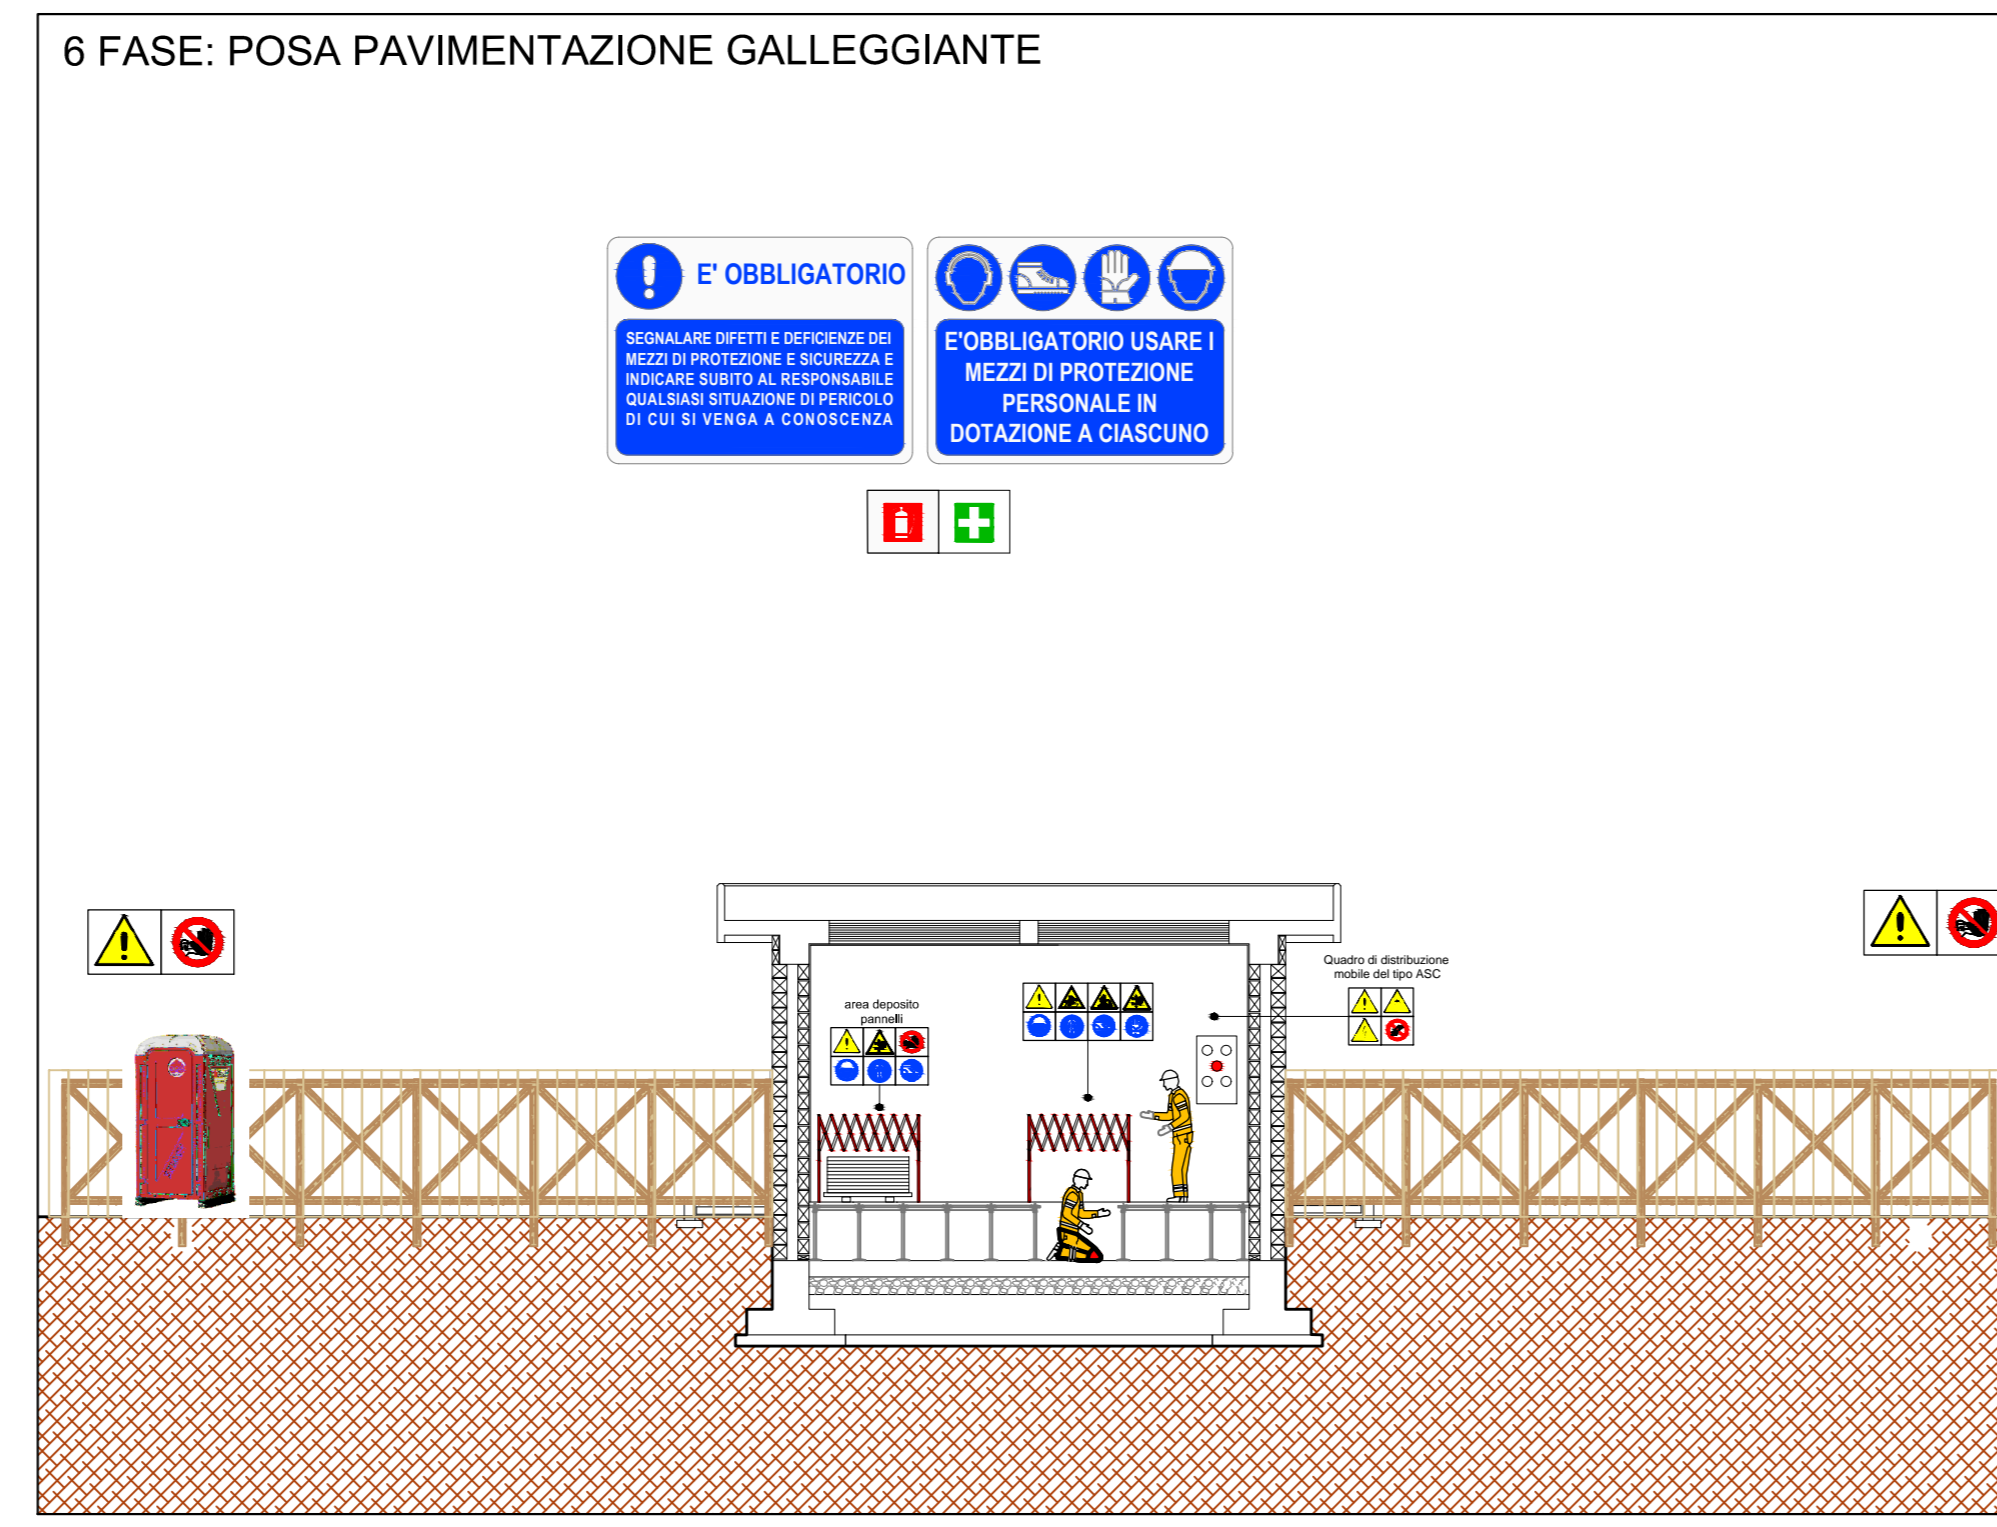 6 FASE: POSA PAVIMENTAZIONE GALLEGGIANTE
E' OBBLIGATORIO
SEGNALARE DIFETTI E DEFICIENZE DEI
MEZZI DI PROTEZIONE E SICUREZZA E
INDICARE SUBITO AL RESPONSABILE
QUALSIASI SITUAZIONE DI PERICOLO
DI CUI SI VENGA A CONOSCENZA
E'OBBLIGATORIO USARE I
MEZZI DI PROTEZIONE
PERSONALE IN
DOTAZIONE A CIASCUNO
Quadro di distribuzione
mobile del tipo ASC
area deposito
pannelli